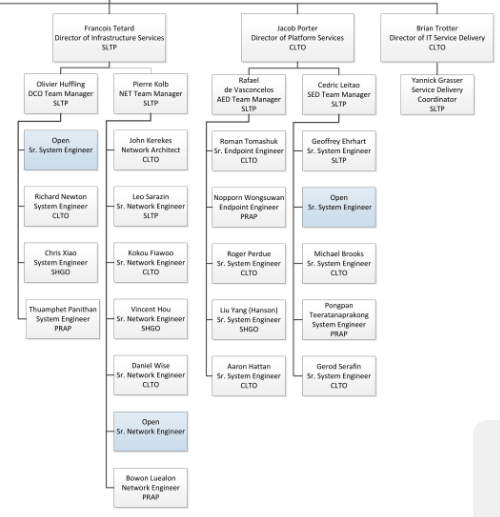 Francois Tetard
Director of Infrastructure Services
SLTP
Jacob Porter
Director of Platform Services
CLTO
Brian Trotter
Director of IT Service Delivery
CLTO
Olivier Huffling
DCO Team Manager
SLTP
Pierre Kolb
NET Team Manager
SLTP
Rafael
de Vasconcelos
AED Team Manager
SLTP
Cedric Leitao
SED Team Manager
SLTP
Yannick Grasser
Service Delivery
Coordinator
SLTP
Open
Sr. System Engineer
Richard Newton
System Engineer
CLTO
Chris Xiao
System Engineer
SHGO
Thuamphet Panithan
System Engineer
PRAP
John Kerekes
Network Architect
CLTO
Leo Sarazin
Sr. Network Engineer
SLTP
Kokou Fiawoo
Sr. Network Engineer
CLTO
Vincent Hou
Sr. Network Engineer
SHGO
Daniel Wise
Sr. Network Engineer
CLTO
Open
Sr. Network Engineer
Bowon Luealon
Network Engineer
PRAP
Roman Tomashuk
Sr. Endpoint Engineer
CLTO
Nopporn Wongsuwan
Endpoint Engineer
PRAP
Roger Perdue
Sr. System Engineer
CLTO
Liu Yang (Hanson)
Sr. System Engineer
SHGO
Aaron Hattan
Sr. System Engineer
CLTO
Geoffrey Ehrhart
Sr. System Engineer
SLTP
Open
Sr. System Engineer
Michael Brooks
Sr. System Engineer
CLTO
Pongpan
Teeratanaprakong
System Engineer
PRAP
Gerod Serafin
Sr. System Engineer
CLTO